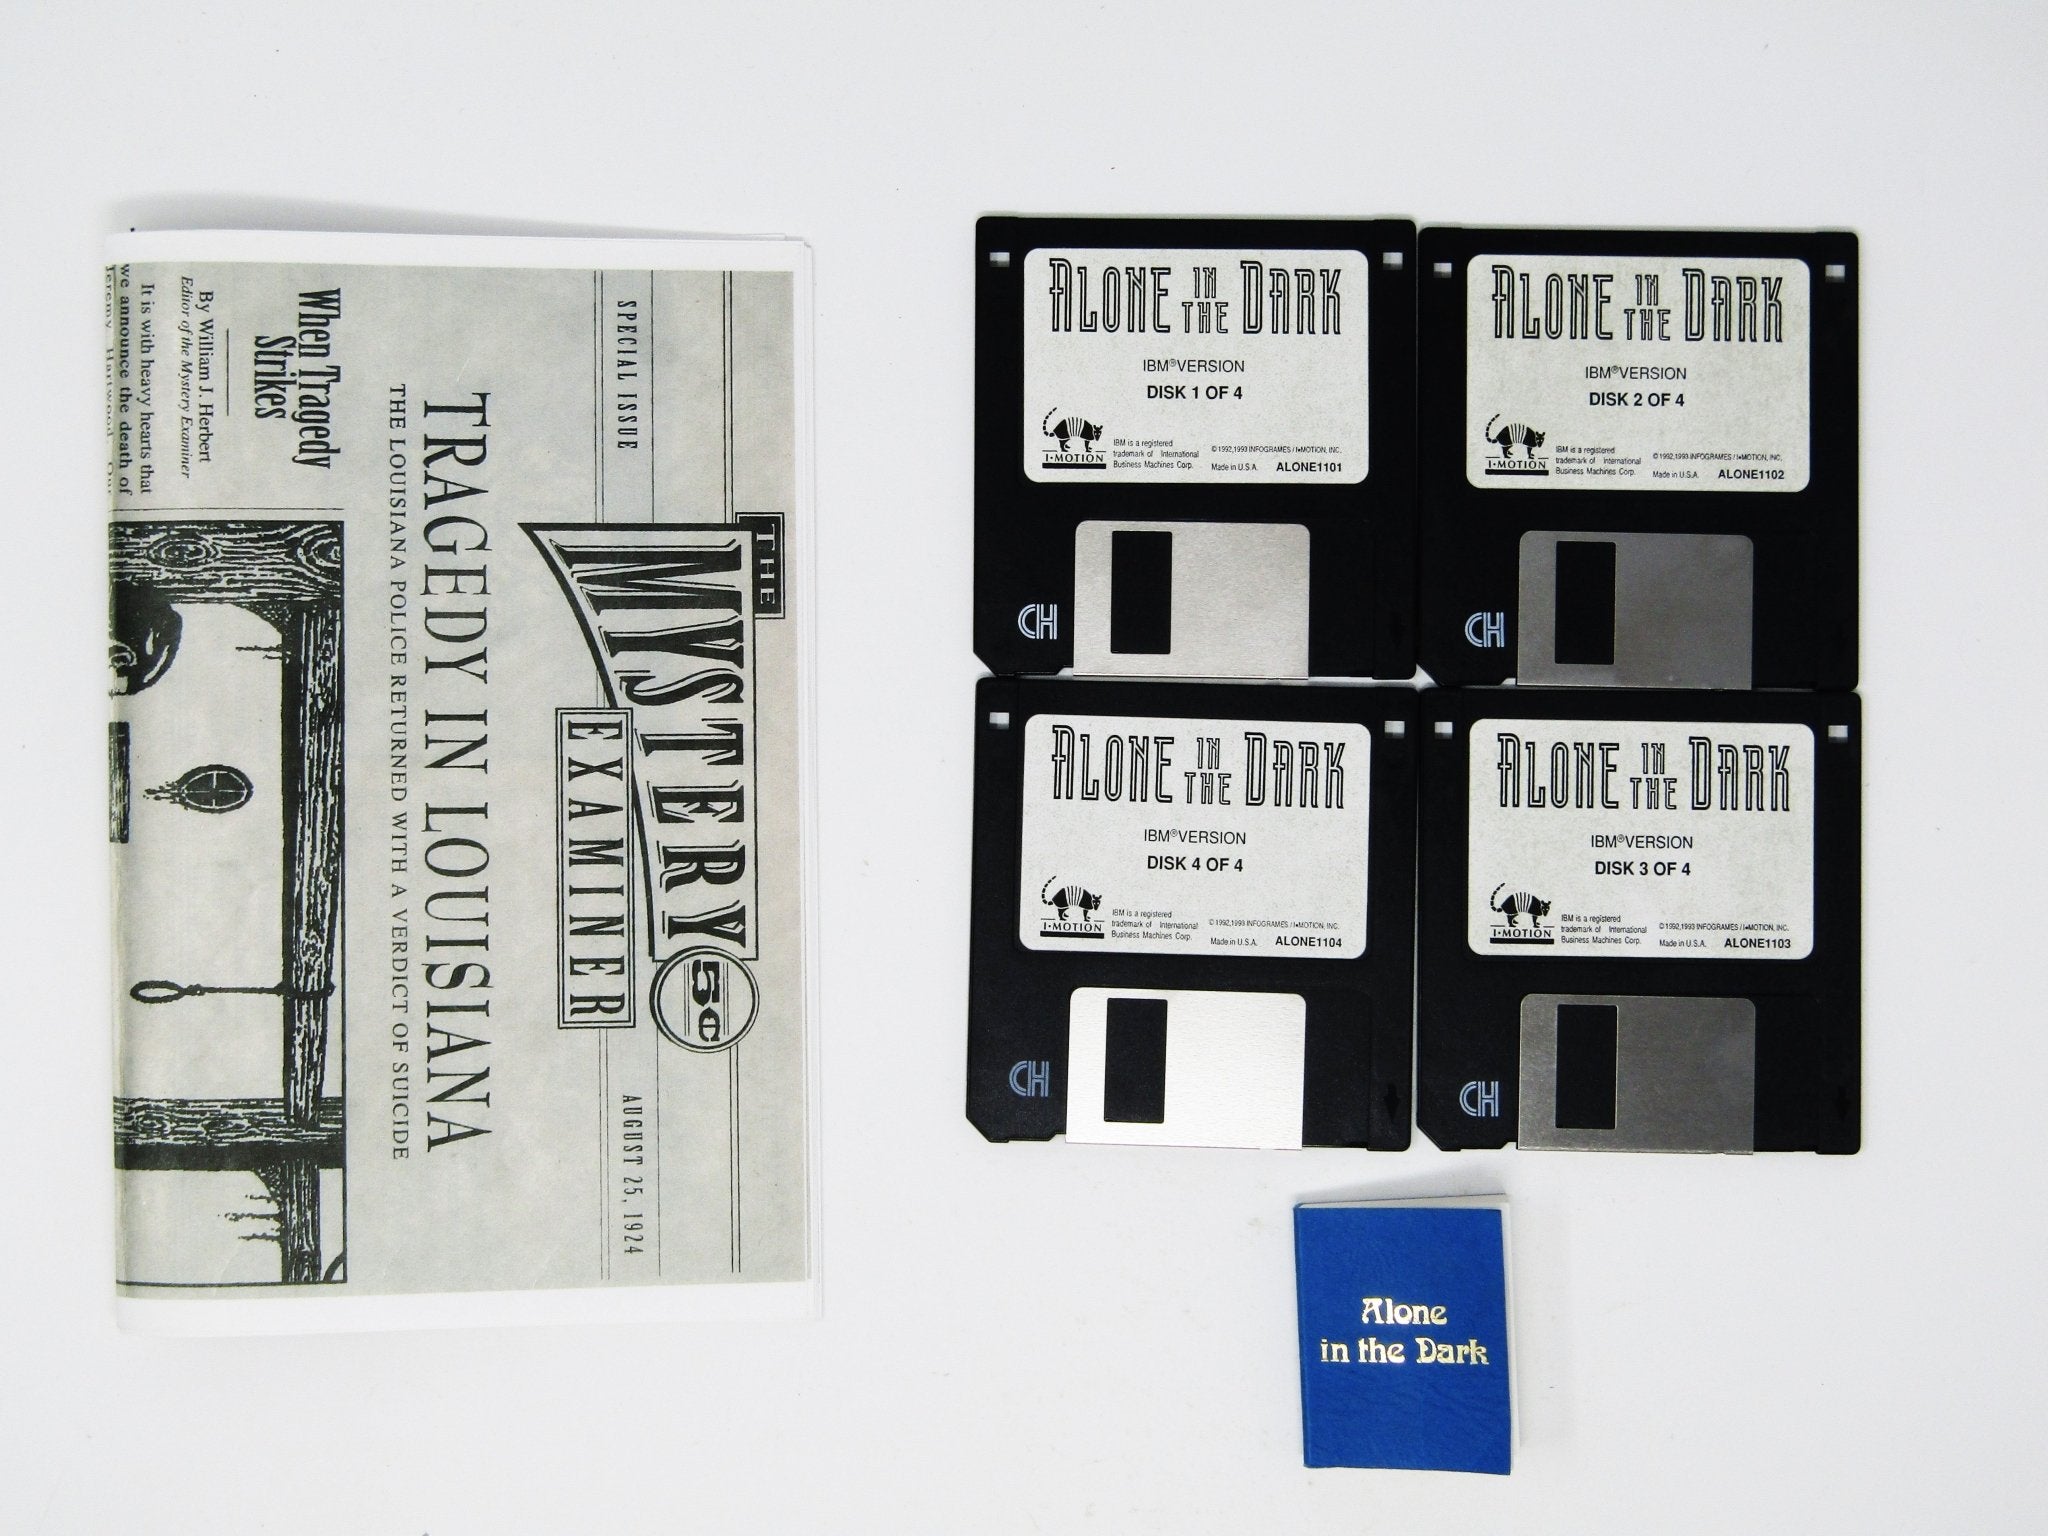 THE
MYSTERY
5¢
EXAMINER
SPECIAL ISSUE
AUGUST 25, 1924
TRAGEDY IN LOUISIANA
THE LOUISIANA POLICE RETURNED WITH A VERDICT OF SUICIDE
When Tragedy
Strikes
By William J. Herbert
Editor of the Mystery Examiner
It is with heavy hearts that
we announce the death of
Jeremy Hartwood. Our
ALONE IN THE DARK
IBM® VERSION
DISK 1 OF 4
I•MOTION
IBM is a registered
trademark of International
Business Machines Corp.
© 1992, 1993 INFOGRAMES / I•MOTION, INC.
Made in U.S.A. ALONE1101
CH
ALONE IN THE DARK
IBM® VERSION
DISK 2 OF 4
I•MOTION
IBM is a registered
trademark of International
Business Machines Corp.
© 1992, 1993 INFOGRAMES / I•MOTION, INC.
Made in U.S.A. ALONE1102
CH
ALONE IN THE DARK
IBM® VERSION
DISK 4 OF 4
I•MOTION
IBM is a registered
trademark of International
Business Machines Corp.
© 1992, 1993 INFOGRAMES / I•MOTION, INC.
Made in U.S.A. ALONE1104
CH
ALONE IN THE DARK
IBM® VERSION
DISK 3 OF 4
I•MOTION
IBM is a registered
trademark of International
Business Machines Corp.
© 1992, 1993 INFOGRAMES / I•MOTION, INC.
Made in U.S.A. ALONE1103
CH
Alone
in the Dark